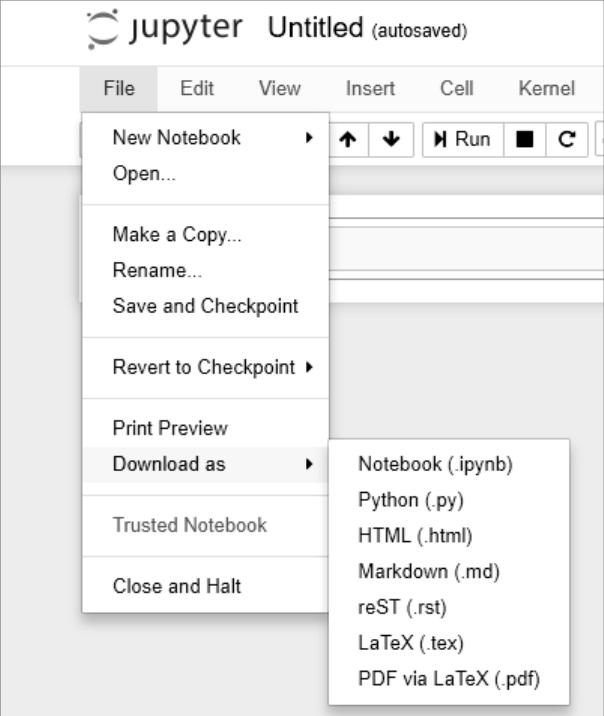 jupyter Untitled (autosaved)
File Edit View Insert Cell Kernel
New Notebook
Run
Open...
Make a Copy...
Rename...
Save and Checkpoint
Revert to Checkpoint
Print Preview
Download as
Notebook (.ipynb)
Python (.py)
HTML (.html)
Markdown (.md)
reST (.rst)
LaTeX (.tex)
PDF via LaTeX (.pdf)
Trusted Notebook
Close and Halt